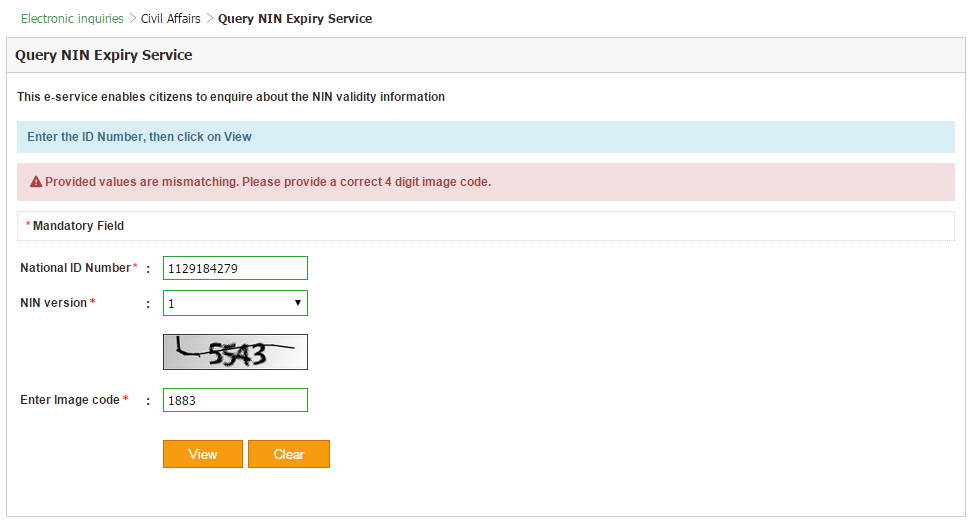 Electronic inquiries > Civil Affairs > Query NIN Expiry Service
Query NIN Expiry Service
This e-service enables citizens to enquire about the NIN validity information
Enter the ID Number, then click on View
Provided values are mismatching. Please provide a correct 4 digit image code.
* Mandatory Field
National ID Number * : 1129184279
NIN version * : 1
5543
Enter Image code * : 1883
View Clear